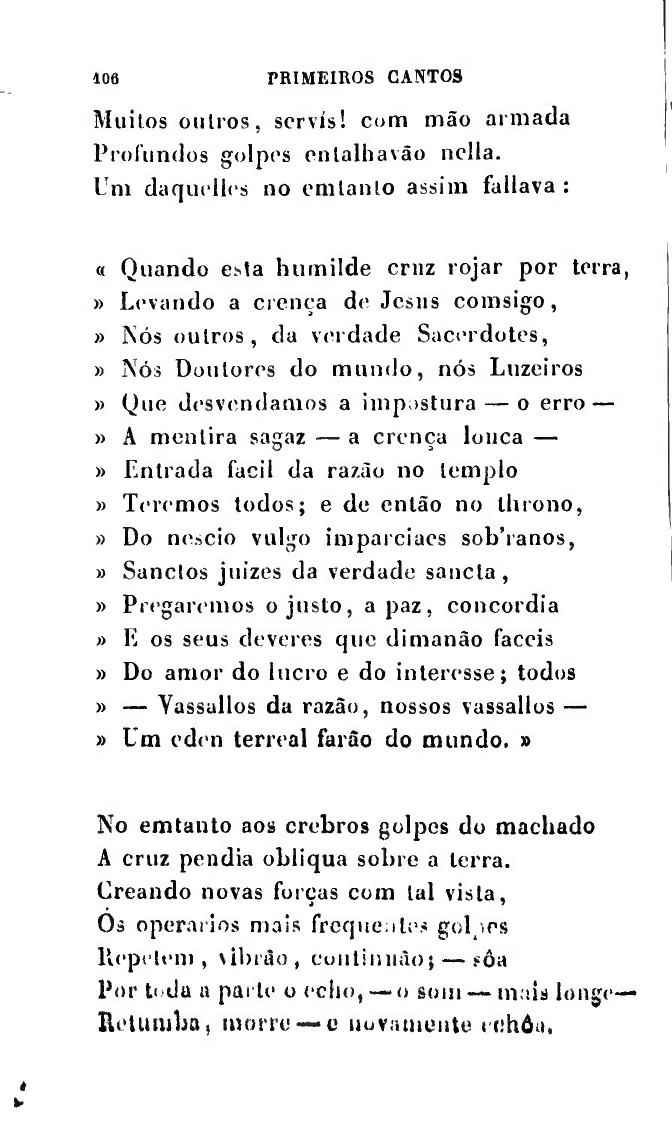 106 PRIMEIROS CANTOS
Muitos outros, servís! com mão armada
Profundos golpes entalhavão nella.
Um daquelles no emtanto assim fallava :
« Quando esta humilde cruz rojar por terra,
» Levando a crença de Jesus comsigo,
» Nós outros, da verdade Sacerdotes,
» Nós Doutores do mundo, nós Luzeiros
» Que desvendamos a impostura — o erro —
» A mentira sagaz — a crença louca —
» Entrada facil da razão no templo
» Teremos todos; e de então no throno,
» Do nescio vulgo imparciaes sob'ranos,
» Sanctos juizes da verdade sancta,
» Pregaremos o justo, a paz, concordia
» E os seus deveres que dimanão faceis
» Do amor do lucro e do interesse; todos
» — Vassallos da razão, nossos vassallos —
» Um eden terreal farão do mundo. »
No emtanto aos crebros golpes do machado
A cruz pendia obliqua sobre a terra.
Creando novas forças com tal vista,
Ós operarios mais frequentes golpes
Repetem, vibrão, continuão; — sôa
Por toda a parte o echo, — o som — mais longe—
Retumba, morre — e novamente echôa.